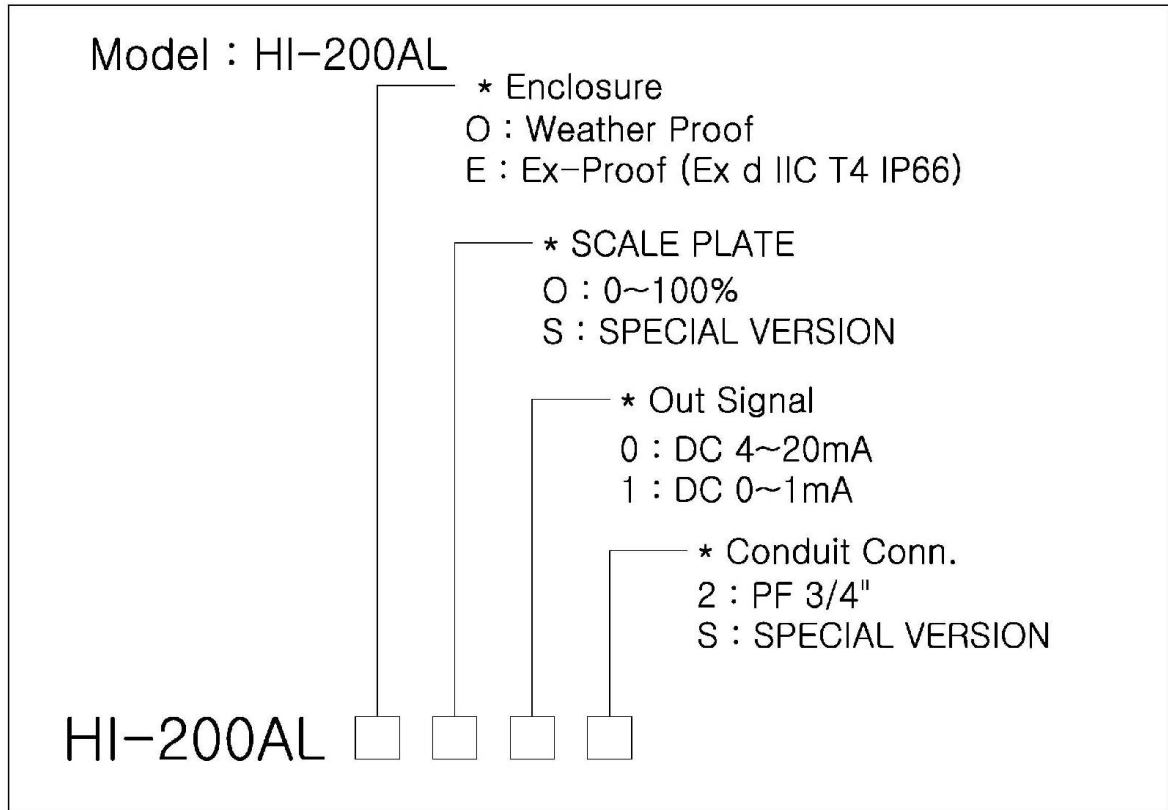 Model : HI-200AL
* Enclosure
O : Weather Proof
E : Ex-Proof (Ex d IIC T4 IP66)
* SCALE PLATE
O : 0~100%
S : SPECIAL VERSION
* Out Signal
0 : DC 4~20mA
1 : DC 0~1mA
* Conduit Conn.
2 : PF 3/4"
S : SPECIAL VERSION
HI-200AL □ □ □ □